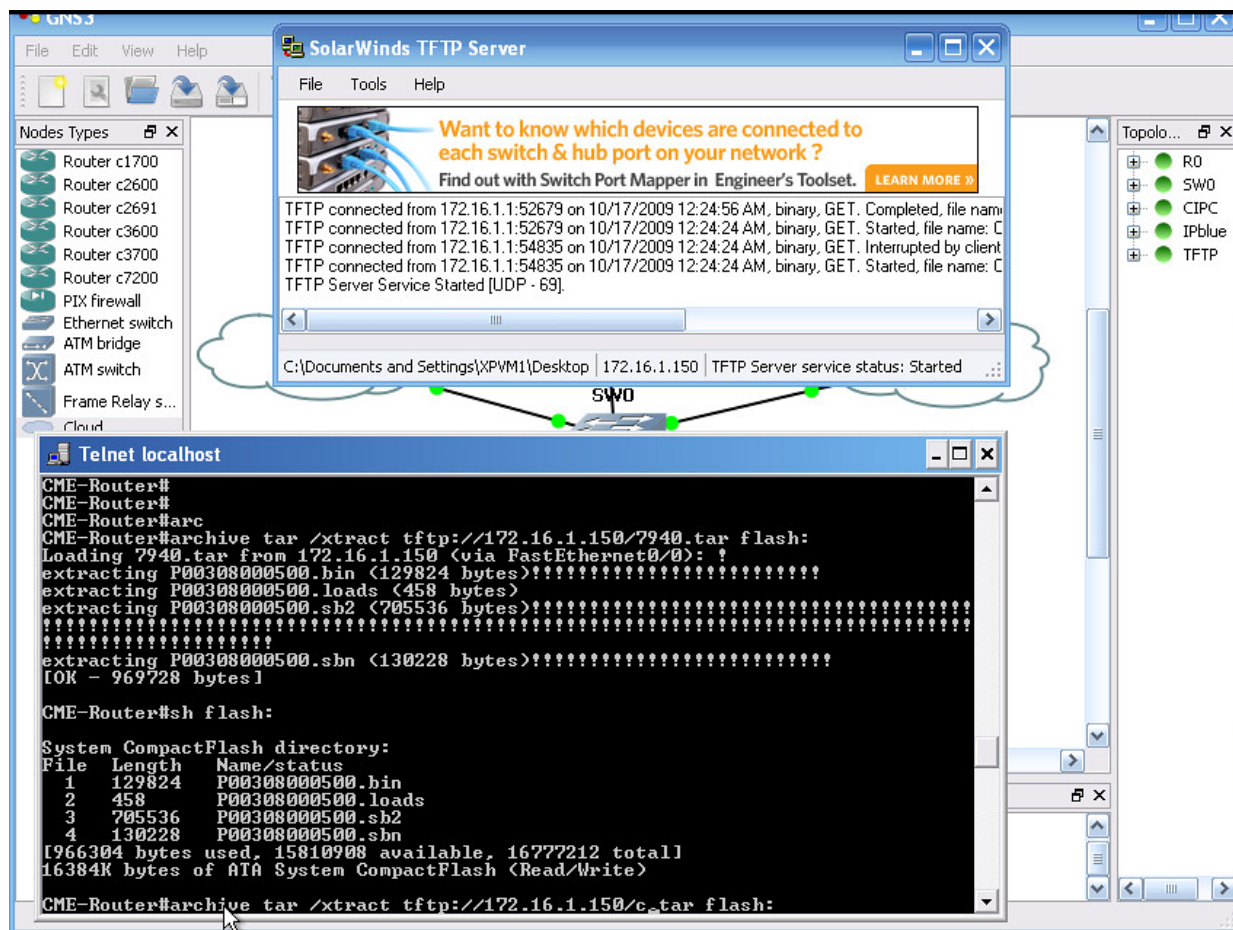 GNS3
File Edit View Help
Nodes Types
Router c1700
Router c2600
Router c2691
Router c3600
Router c3700
Router c7200
PIX firewall
Ethernet switch
ATM bridge
ATM switch
Frame Relay s...
Cloud
SolarWinds TFTP Server
File Tools Help
Want to know which devices are connected to
each switch & hub port on your network ?
Find out with Switch Port Mapper in Engineer's Toolset. LEARN MORE »
TFTP connected from 172.16.1.1:52679 on 10/17/2009 12:24:56 AM, binary, GET. Completed, file nam
TFTP connected from 172.16.1.1:52679 on 10/17/2009 12:24:24 AM, binary, GET. Started, file name: C
TFTP connected from 172.16.1.1:54835 on 10/17/2009 12:24:24 AM, binary, GET. Interrupted by client
TFTP connected from 172.16.1.1:54835 on 10/17/2009 12:24:24 AM, binary, GET. Started, file name: C
TFTP Server Service Started [UDP - 69].
C:\Documents and Settings\XPVM1\Desktop 172.16.1.150 TFTP Server service status: Started
SW0
Topolo...
R0
SW0
CIPC
IPblue
TFTP
Telnet localhost
CME-Router#
CME-Router#
CME-Router#arc
CME-Router#archive tar /xtract tftp://172.16.1.150/7940.tar flash:
Loading 7940.tar from 172.16.1.150 (via FastEthernet0/0): !
extracting P00308000500.bin (129824 bytes)!!!!!!!!!!!!!!!!!!!!!!!!!
extracting P00308000500.loads (458 bytes)
extracting P00308000500.sb2 (705536 bytes)!!!!!!!!!!!!!!!!!!!!!!!!!!!!!!!!!!!!!!
!!!!!!!!!!!!!!!!!!!!!!!!!!!!!!!!!!!!!!!!!!!!!!!!!!!!!!!!!!!!!!!!!!!!!!!!!!!!!!!!
!!!!!!!!!!!!!!!!!!!!
extracting P00308000500.sbn (130228 bytes)!!!!!!!!!!!!!!!!!!!!!!!!!!
[OK - 969728 bytes]
CME-Router#sh flash:
System CompactFlash directory:
File Length Name/status
1 129824 P00308000500.bin
2 458 P00308000500.loads
3 705536 P00308000500.sb2
4 130228 P00308000500.sbn
[966304 bytes used, 15810908 available, 16777212 total]
16384K bytes of ATA System CompactFlash (Read/Write)
CME-Router#archive tar /xtract tftp://172.16.1.150/c.tar flash: